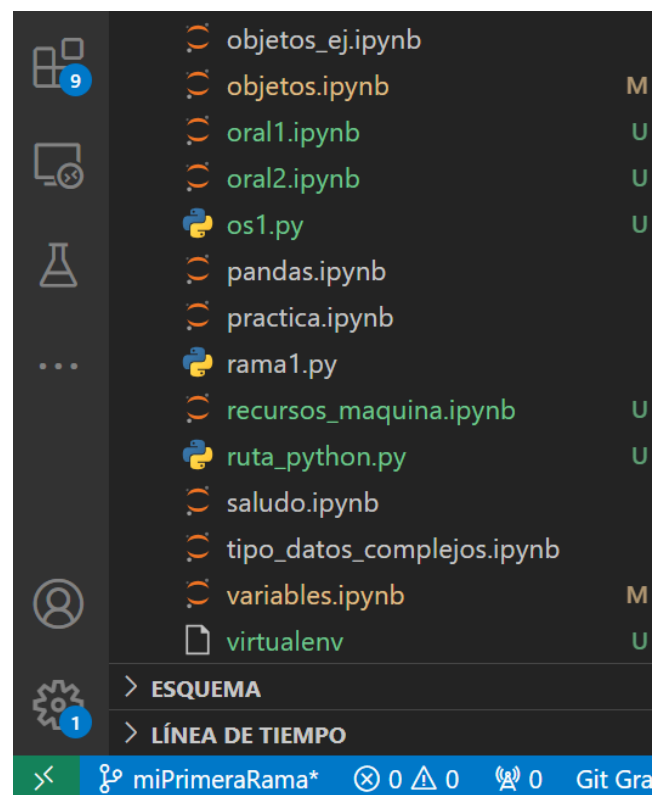 objetos_ej.ipynb
9
objetos.ipynb M
oral1.ipynb U
oral2.ipynb U
os1.py U
pandas.ipynb
practica.ipynb
rama1.py
recursos_maquina.ipynb U
ruta_python.py U
saludo.ipynb
tipo_datos_complejos.ipynb
variables.ipynb M
virtualenv U
ESQUEMA
1
LÍNEA DE TIEMPO
miPrimeraRama* 0 0 0 Git Gra